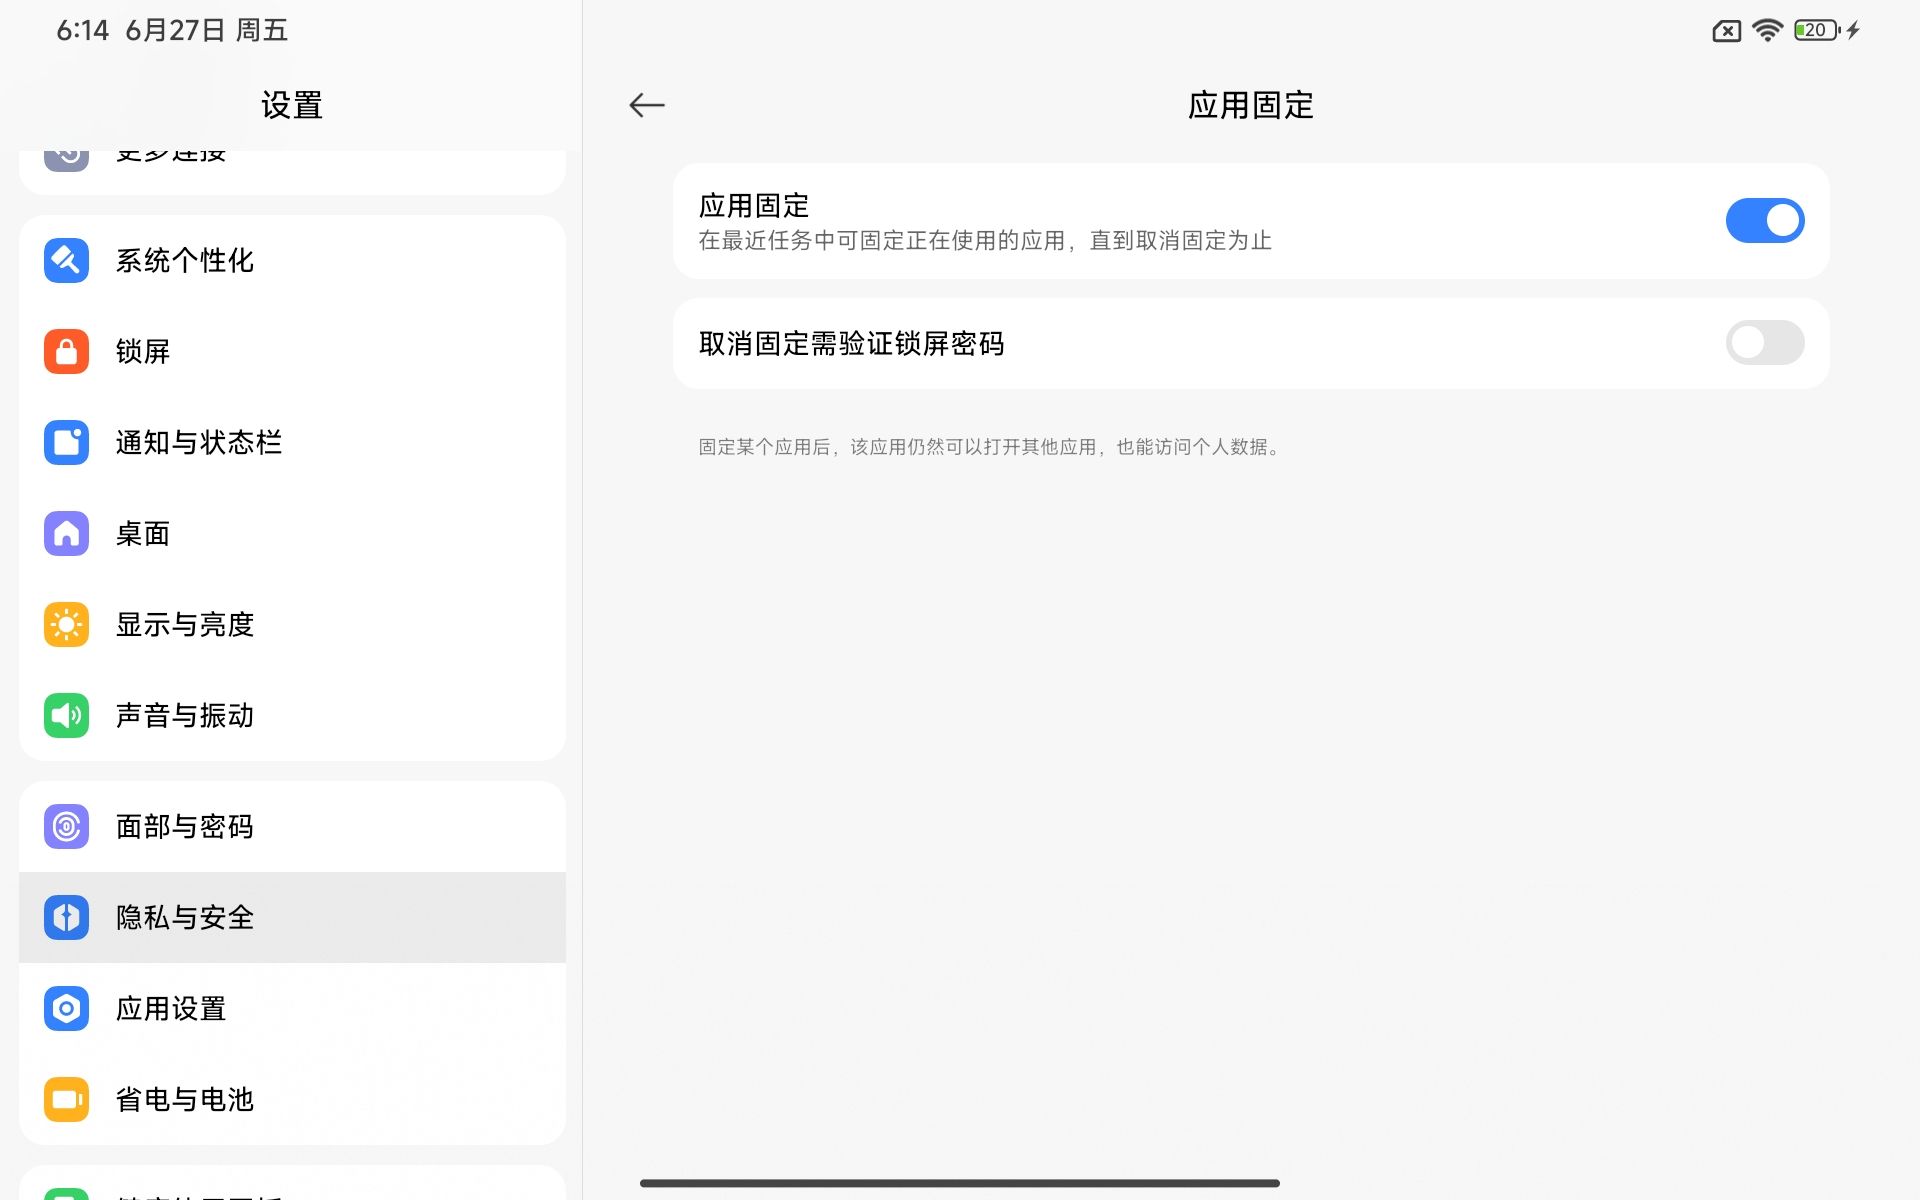 6:14 6月27日 周五
20
设置
更多连接
系统个性化
锁屏
通知与状态栏
桌面
显示与亮度
声音与振动
面部与密码
隐私与安全
应用设置
省电与电池
应用固定
应用固定
在最近任务中可固定正在使用的应用，直到取消固定为止
取消固定需验证锁屏密码
固定某个应用后，该应用仍然可以打开其他应用，也能访问个人数据。